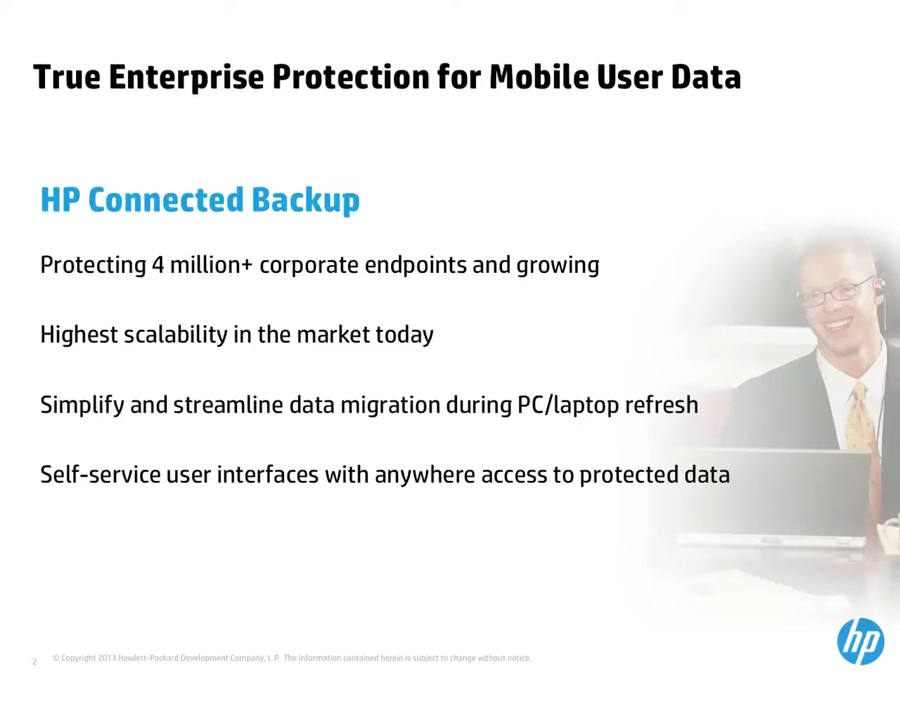 True Enterprise Protection for Mobile User Data
HP Connected Backup
Protecting 4 million+ corporate endpoints and growing
Highest scalability in the market today
Simplify and streamline data migration during PC/laptop refresh
Self-service user interfaces with anywhere access to protected data
2 © Copyright 2013 Hewlett-Packard Development Company, L.P. The information contained herein is subject to change without notice.
hp